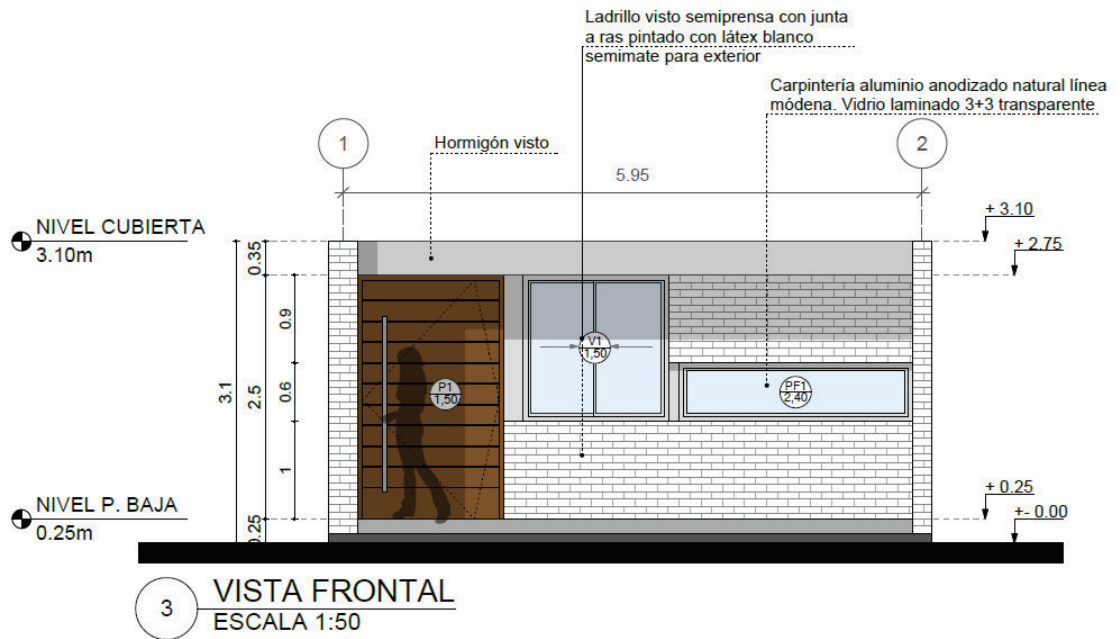 Ladrillo visto semiprensa con junta
a ras pintado con látex blanco
semimate para exterior
Carpintería aluminio anodizado natural línea
módena. Vidrio laminado 3+3 transparente
1
Hormigón visto
2
5.95
NIVEL CUBIERTA
3.10m
+ 3.10
+ 2.75
0.35
0.9
3.1
2.5
0.6
1
0.25
V1
1,50
P1
1,50
PF1
2,40
NIVEL P. BAJA
0.25m
+ 0.25
+- 0.00
3
VISTA FRONTAL
ESCALA 1:50